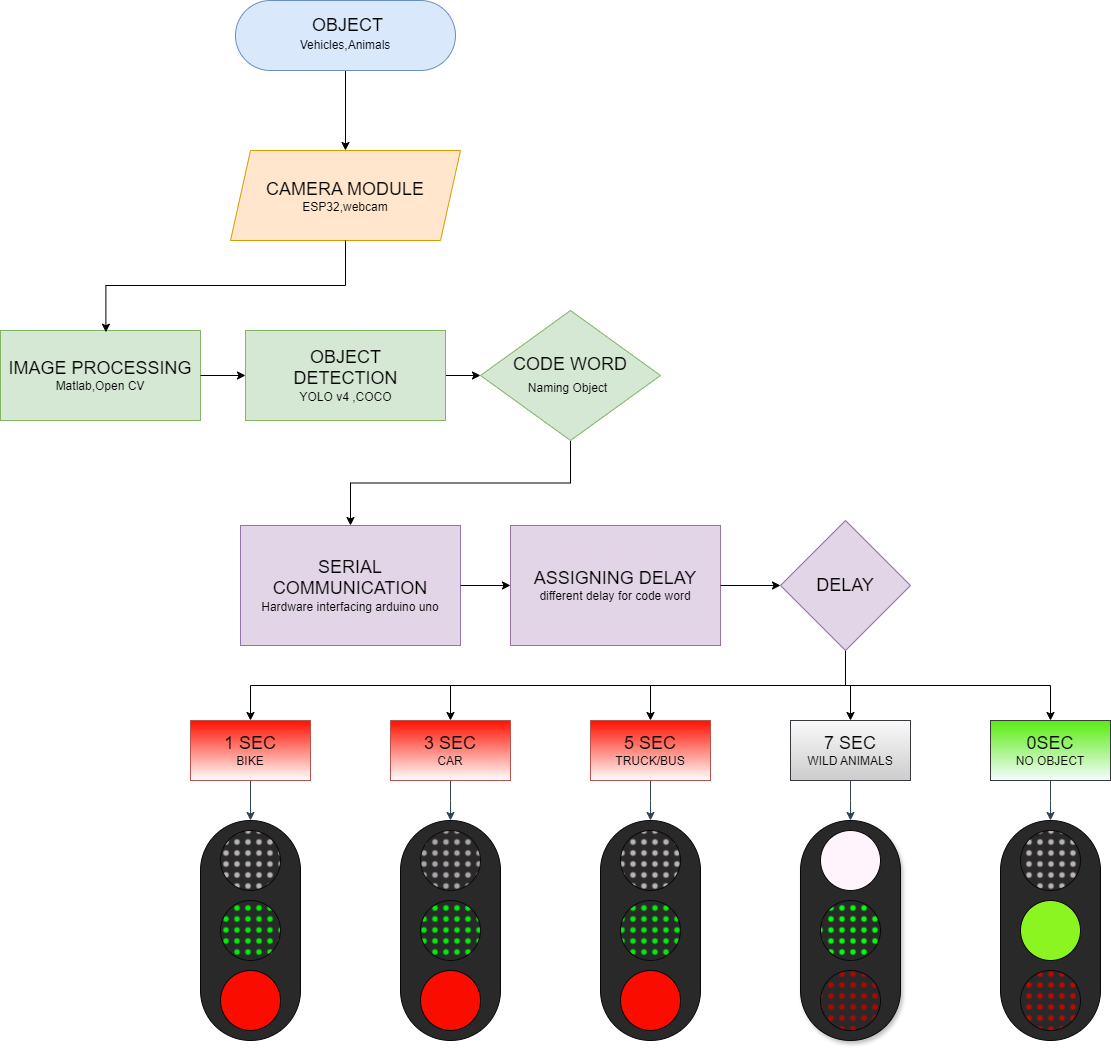 OBJECT
Vehicles,Animals
CAMERA MODULE
ESP32,webcam
IMAGE PROCESSING
Matlab,Open CV
OBJECT
DETECTION
YOLO v4 ,COCO
CODE WORD
Naming Object
SERIAL
COMMUNICATION
Hardware interfacing arduino uno
ASSIGNING DELAY
different delay for code word
DELAY
1 SEC
BIKE
3 SEC
CAR
5 SEC
TRUCK/BUS
7 SEC
WILD ANIMALS
0SEC
NO OBJECT